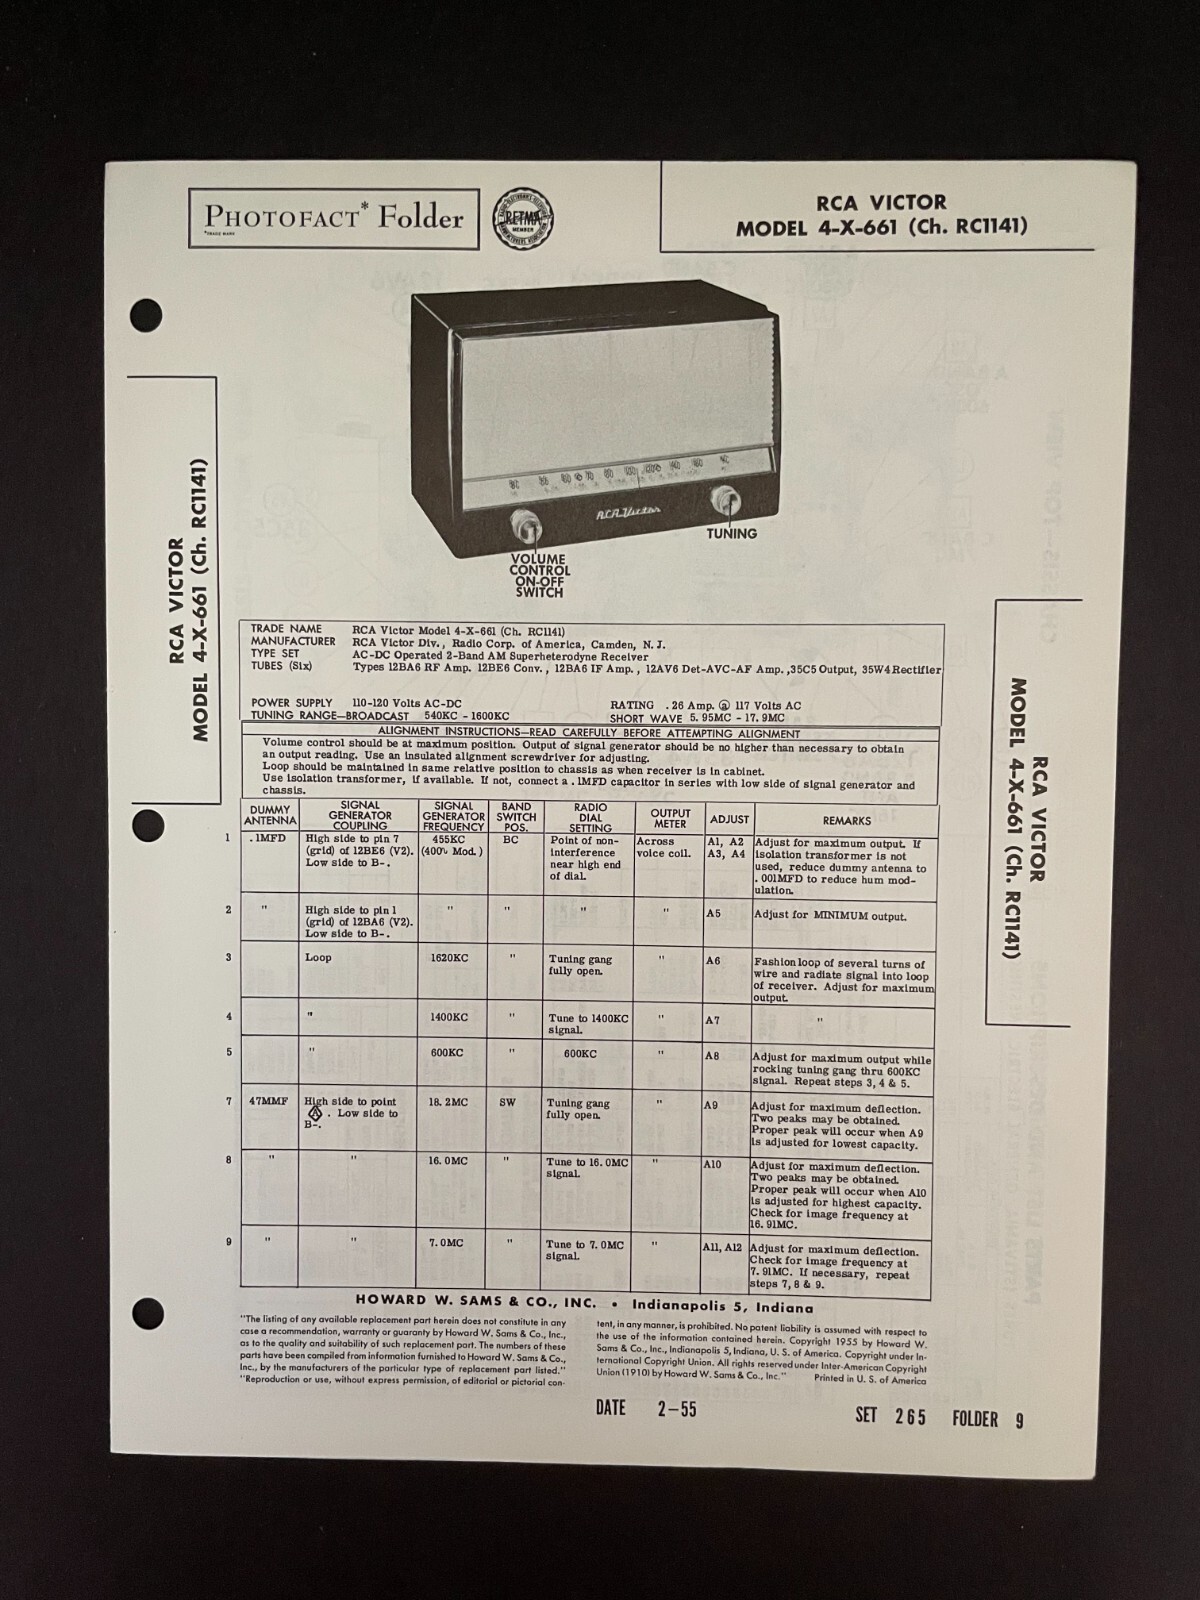 PHOTOFACT* Folder
*TRADE MARK
RETMA
MEMBER
RCA VICTOR
MODEL 4-X-661 (Ch. RC1141)
RCA VICTOR
MODEL 4-X-661 (Ch. RC1141)
RCA Victor
TUNING
VOLUME
CONTROL
ON-OFF
SWITCH
RCA VICTOR
MODEL 4-X-661 (Ch. RC1141)
TRADE NAME RCA Victor Model 4-X-661 (Ch. RC1141)
MANUFACTURER RCA Victor Div., Radio Corp. of America, Camden, N. J.
TYPE SET AC-DC Operated 2-Band AM Superheterodyne Receiver
TUBES (Six) Types 12BA6 RF Amp. 12BE6 Conv., 12BA6 IF Amp., 12AV6 Det-AVC-AF Amp.,35C5 Output, 35W4 Rectifier
POWER SUPPLY 110-120 Volts AC-DC RATING .26 Amp. @ 117 Volts AC
TUNING RANGE—BROADCAST 540KC - 1600KC SHORT WAVE 5.95MC - 17.9MC
ALIGNMENT INSTRUCTIONS—READ CAREFULLY BEFORE ATTEMPTING ALIGNMENT
Volume control should be at maximum position. Output of signal generator should be no higher than necessary to obtain
an output reading. Use an insulated alignment screwdriver for adjusting.
Loop should be maintained in same relative position to chassis as when receiver is in cabinet.
Use isolation transformer, if available. If not, connect a .1MFD capacitor in series with low side of signal generator and
chassis.
DUMMY
ANTENNA
SIGNAL
GENERATOR
COUPLING
SIGNAL
GENERATOR
FREQUENCY
BAND
SWITCH
POS.
RADIO
DIAL
SETTING
OUTPUT
METER
ADJUST
REMARKS
1 .1MFD High side to pin 7 455KC BC Point of non- Across A1, A2 Adjust for maximum output. If
(grid) of 12BE6 (V2). (400~ Mod.) interference voice coil. A3, A4 isolation transformer is not
Low side to B-. near high end used, reduce dummy antenna to
of dial. .001MFD to reduce hum mod-
ulation.
2 " High side to pin 1 " " " " A5 Adjust for MINIMUM output.
(grid) of 12BA6 (V2).
Low side to B-.
3 Loop 1620KC " Tuning gang " A6 Fashion loop of several turns of
fully open. wire and radiate signal into loop
of receiver. Adjust for maximum
output.
4 " 1400KC " Tune to 1400KC " A7 "
signal.
5 " 600KC " 600KC " A8 Adjust for maximum output while
rocking tuning gang thru 600KC
signal. Repeat steps 3, 4 & 5.
7 47MMF High side to point 18.2MC SW Tuning gang " A9 Adjust for maximum deflection.
A. Low side to fully open. Two peaks may be obtained.
B-. Proper peak will occur when A9
is adjusted for lowest capacity.
8 " " 16.0MC " Tune to 16.0MC " A10 Adjust for maximum deflection.
signal. Two peaks may be obtained.
Proper peak will occur when A10
is adjusted for highest capacity.
Check for image frequency at
16.91MC.
9 " " 7.0MC " Tune to 7.0MC " A11, A12 Adjust for maximum deflection.
signal. Check for image frequency at
7.91MC. If necessary, repeat
steps 7, 8 & 9.
HOWARD W. SAMS & CO., INC. • Indianapolis 5, Indiana
"The listing of any available replacement part herein does not constitute in any
case a recommendation, warranty or guaranty by Howard W. Sams & Co., Inc.,
as to the quality and suitability of such replacement part. The numbers of these
parts have been compiled from information furnished to Howard W. Sams & Co.,
Inc., by the manufacturers of the particular type of replacement part listed."
"Reproduction or use, without express permission, of editorial or pictorial con-
tent, in any manner, is prohibited. No patent liability is assumed with respect to
the use of the information contained herein. Copyright 1955 by Howard W.
Sams & Co., Inc., Indianapolis 5, Indiana, U. S. of America. Copyright under In-
ternational Copyright Union. All rights reserved under Inter-American Copyright
Union (1910) by Howard W. Sams & Co., Inc." Printed in U. S. of America
DATE 2-55
SET 265 FOLDER 9
RCA VICTOR
MODEL 4-X-661 (Ch. RC1141)